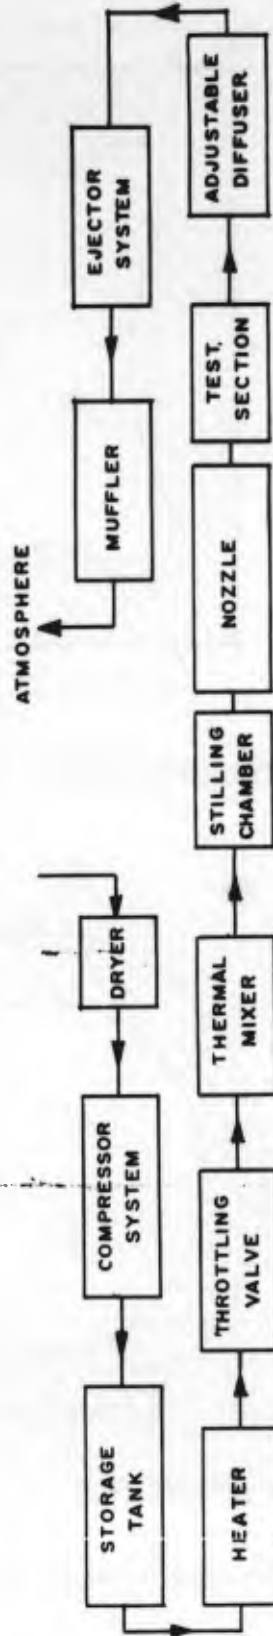 ATMOSPHERE
DRYER
COMPRESSOR
SYSTEM
STORAGE
TANK
HEATER
THROTTLING
VALVE
THERMAL
MIXER
STILLING
CHAMBER
NOZZLE
TEST.
SECTION
ADJUSTABLE
DIFFUSER
EJECTOR
SYSTEM
MUFFLER